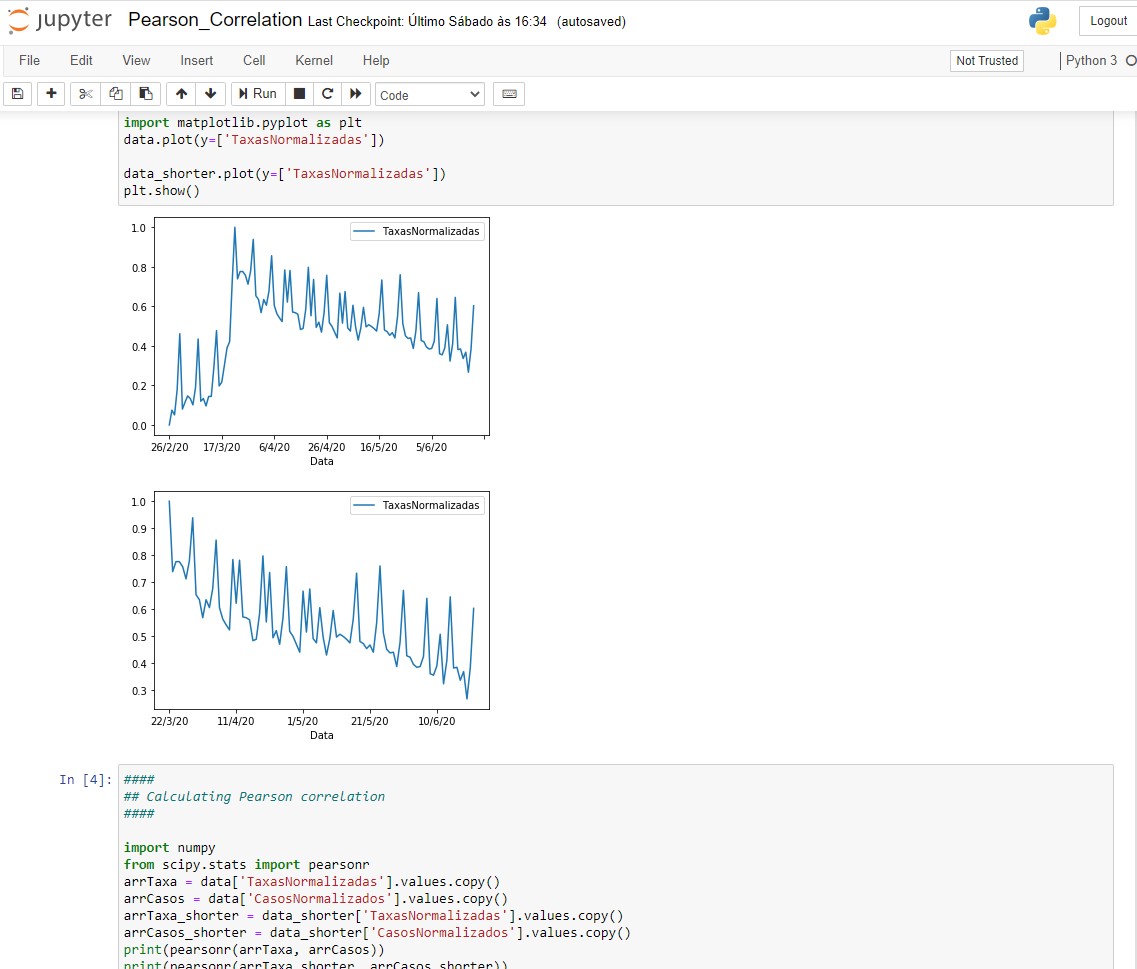 jupyter Pearson_Correlation Last Checkpoint: Último Sábado às 16:34 (autosaved)
Logout
File Edit View Insert Cell Kernel Help
Not Trusted Python 3
Run Code
import matplotlib.pyplot as plt
data.plot(y=['TaxasNormalizadas'])
data_shorter.plot(y=['TaxasNormalizadas'])
plt.show()
TaxasNormalizadas
1.0
0.8
0.6
0.4
0.2
0.0
26/2/20 17/3/20 6/4/20 26/4/20 16/5/20 5/6/20
Data
TaxasNormalizadas
1.0
0.9
0.8
0.7
0.6
0.5
0.4
0.3
22/3/20 11/4/20 1/5/20 21/5/20 10/6/20
Data
In [4]:
####
## Calculating Pearson correlation
####
import numpy
from scipy.stats import pearsonr
arrTaxa = data['TaxasNormalizadas'].values.copy()
arrCasos = data['CasosNormalizados'].values.copy()
arrTaxa_shorter = data_shorter['TaxasNormalizadas'].values.copy()
arrCasos_shorter = data_shorter['CasosNormalizados'].values.copy()
print(pearsonr(arrTaxa, arrCasos))
print(pearsonr(arrTaxa_shorter, arrCasos_shorter))